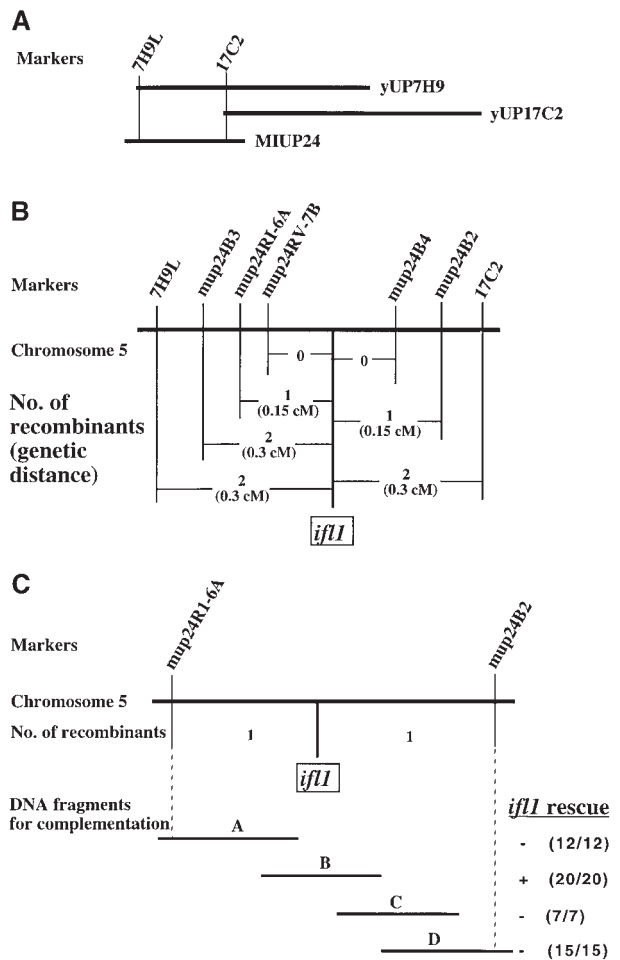 A
Markers
7H9L
17C2
yUP7H9
yUP17C2
MIUP24
B
Markers
7H9L
mup24B3
mup24RI-6A
mup24RV-7B
mup24B4
mup24B2
17C2
Chromosome 5
0
0
No. of
recombinants
(genetic
distance)
1
(0.15 cM)
1
(0.15 cM)
2
(0.3 cM)
2
(0.3 cM)
2
(0.3 cM)
ifl1
C
Markers
mup24R1-6A
mup24B2
Chromosome 5
No. of recombinants
1
1
ifl1
DNA fragments
for complementation
ifl1 rescue
A
- (12/12)
B
+ (20/20)
C
- (7/7)
D
- (15/15)